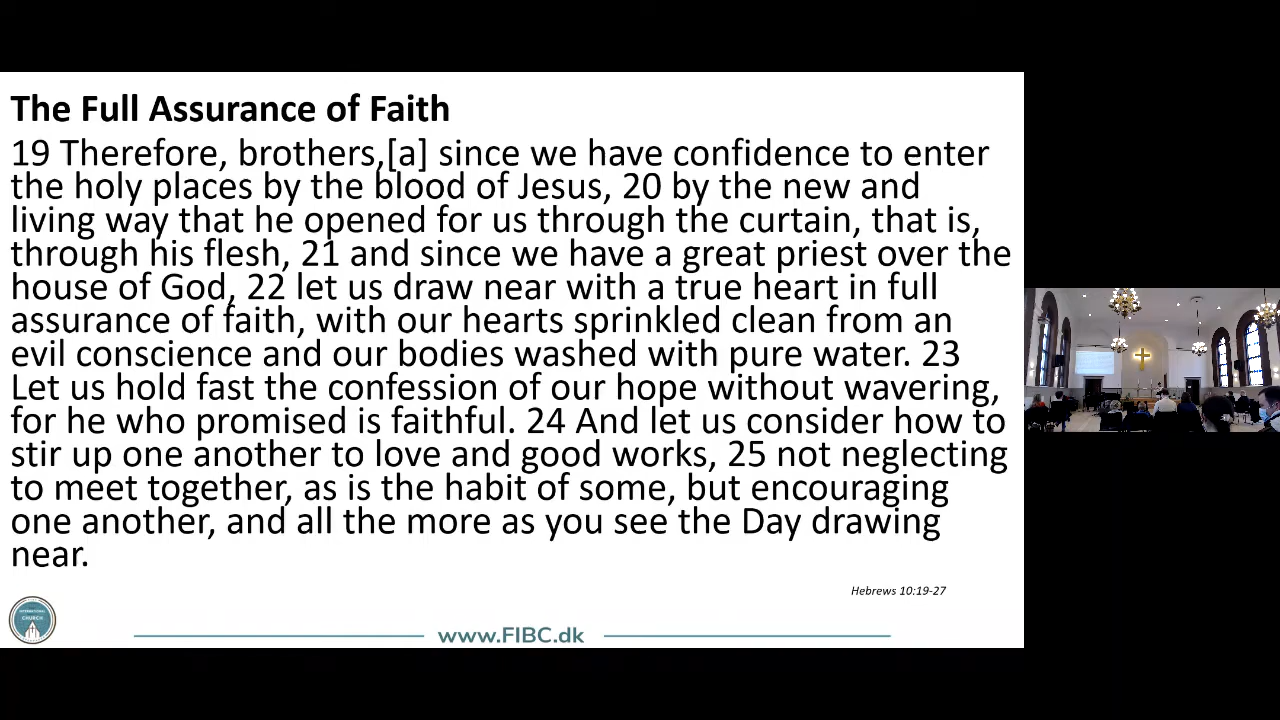 The Full Assurance of Faith
19 Therefore, brothers,[a] since we have confidence to enter
the holy places by the blood of Jesus, 20 by the new and
living way that he opened for us through the curtain, that is,
through his flesh, 21 and since we have a great priest over the
house of God, 22 let us draw near with a true heart in full
assurance of faith, with our hearts sprinkled clean from an
evil conscience and our bodies washed with pure water. 23
Let us hold fast the confession of our hope without wavering,
for he who promised is faithful. 24 And let us consider how to
stir up one another to love and good works, 25 not neglecting
to meet together, as is the habit of some, but encouraging
one another, and all the more as you see the Day drawing
near.
Hebrews 10:19-27
INTERNATIONAL
CHURCH
www.FIBC.dk